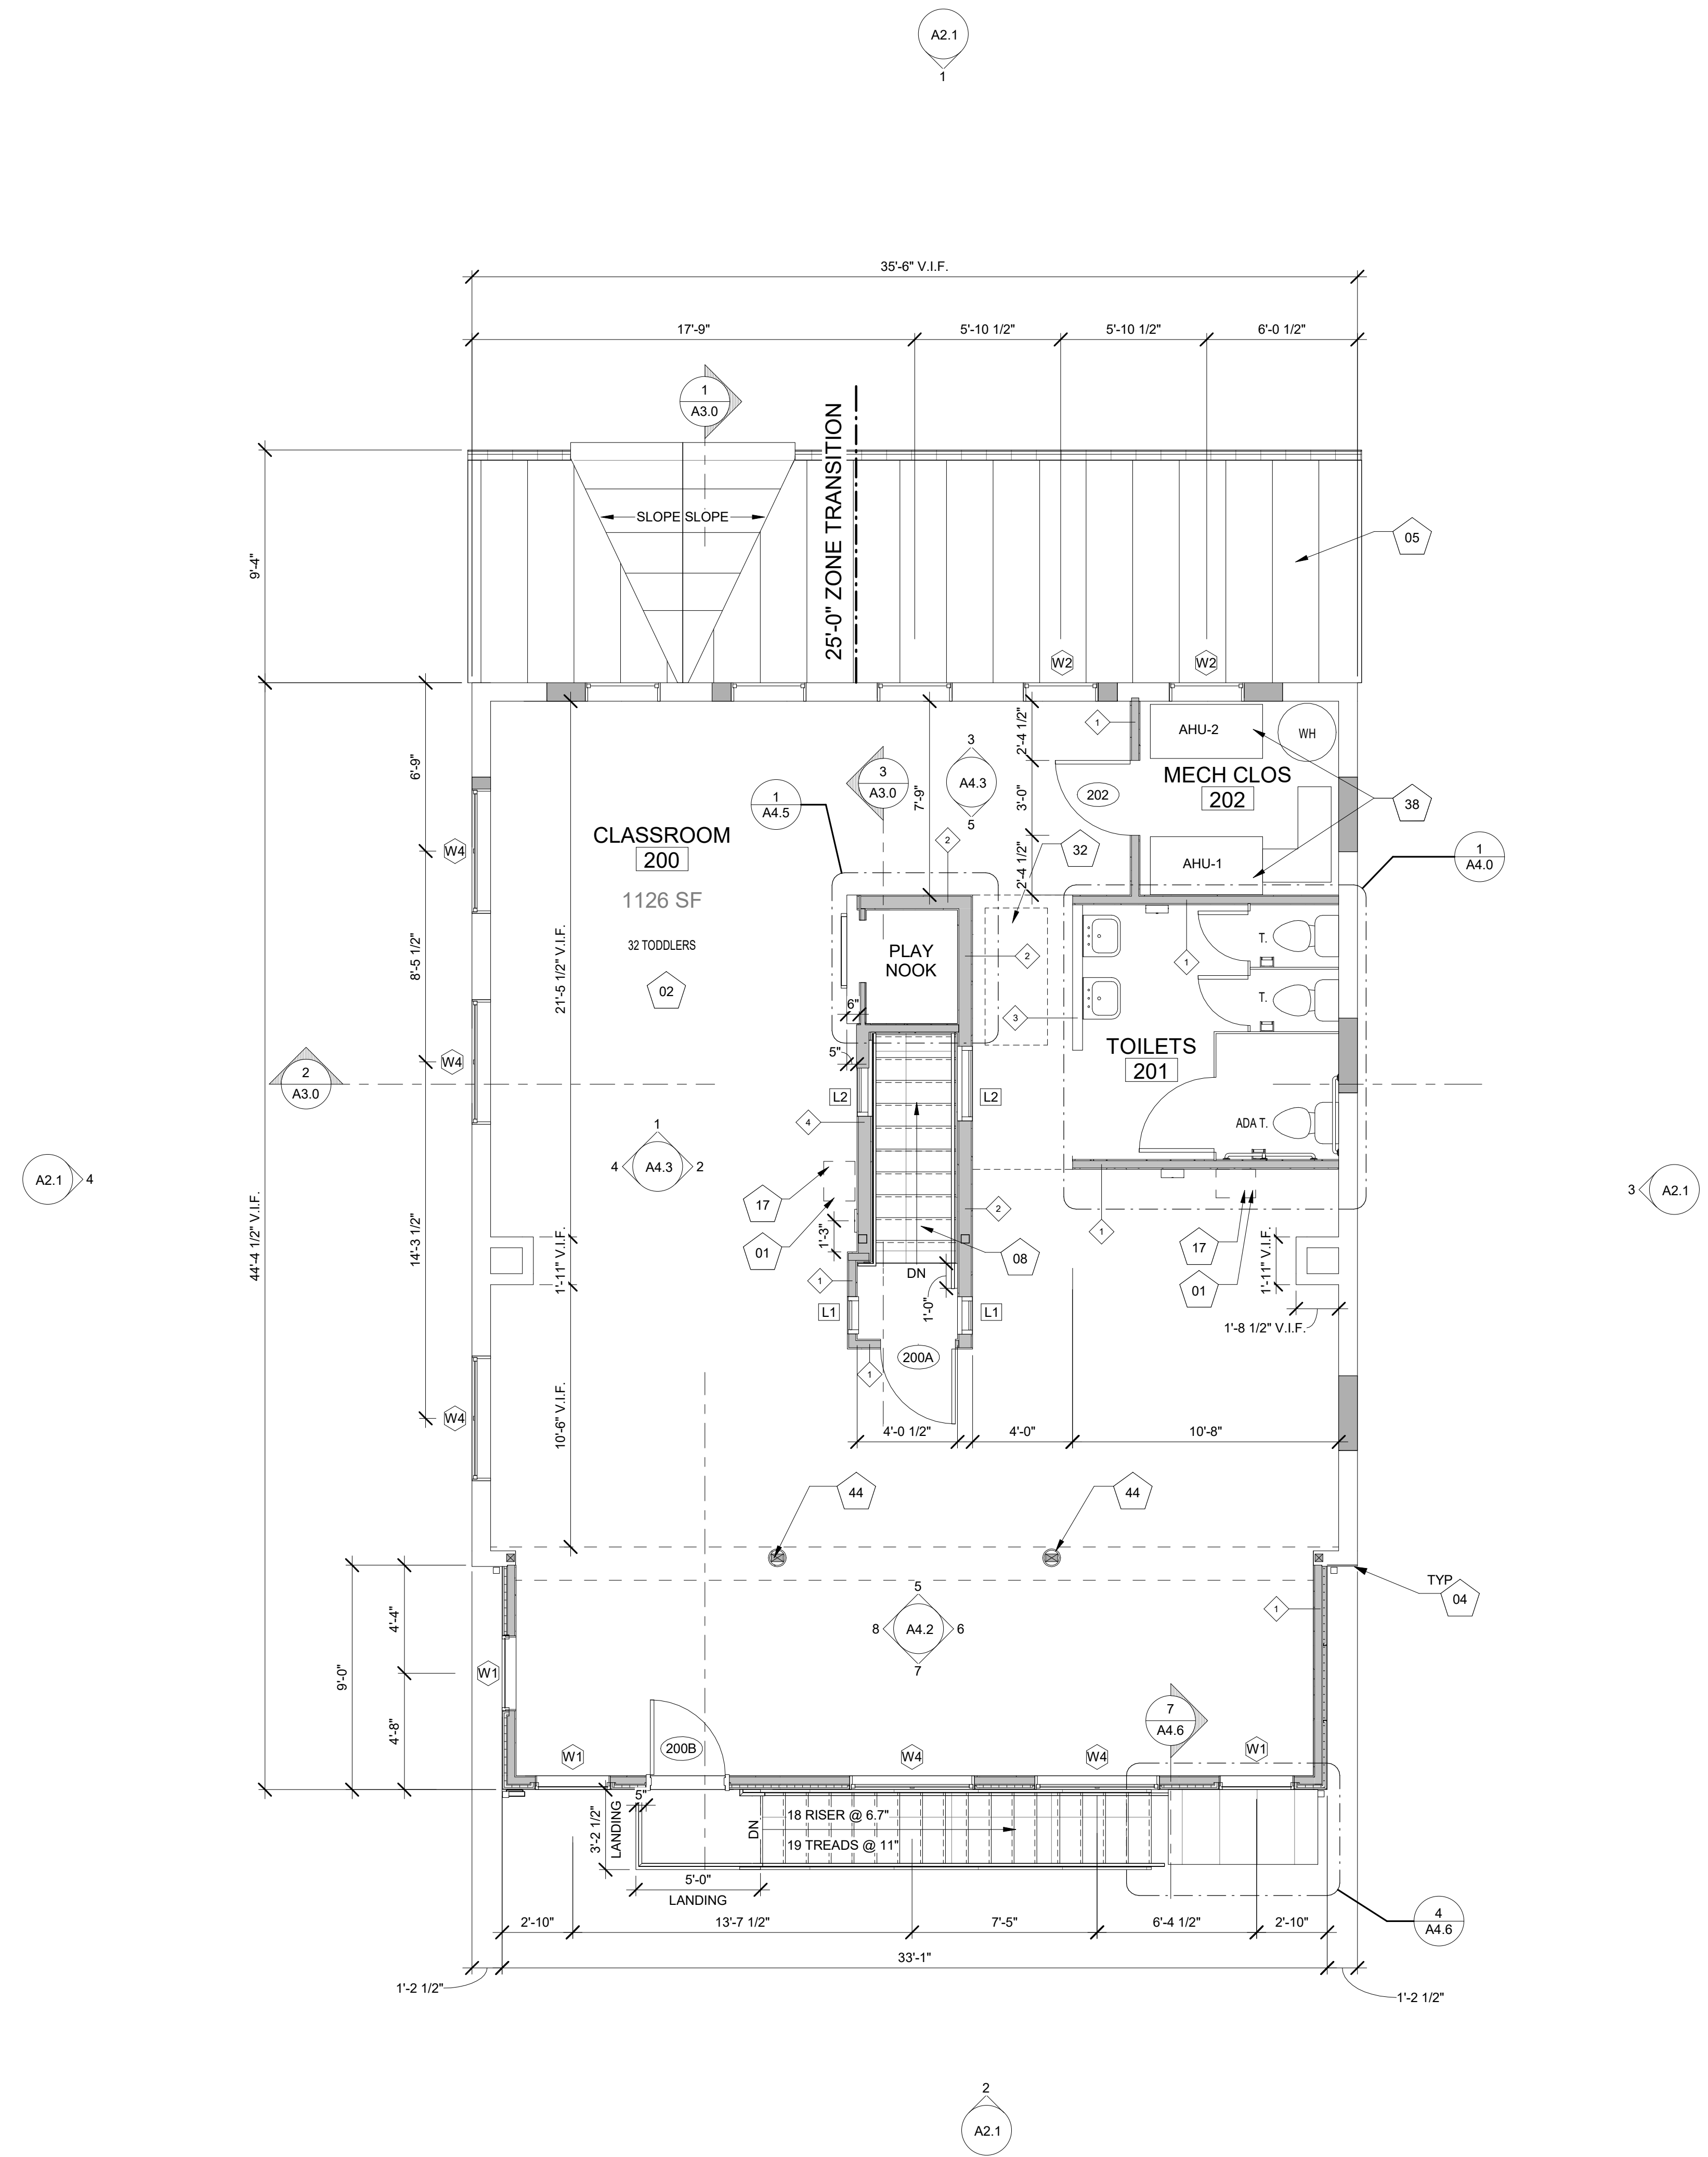 A2.1
1
35'-6" V.I.F.
17'-9"
5'-10 1/2"
5'-10 1/2"
6'-0 1/2"
1
A3.0
25'-0" ZONE TRANSITION
SLOPE
SLOPE
05
9'-4"
W2
W2
6'-9"
2'-4 1/2"
1
AHU-2
WH
3
A3.0
3
A4.3
5
7'-9"
3'-0"
202
MECH CLOS
202
38
1
A4.5
CLASSROOM
200
1126 SF
32 TODDLERS
02
W4
2
32
2'-4 1/2"
AHU-1
1
A4.0
8'-5 1/2"
21'-5 1/2" V.I.F.
PLAY
NOOK
2
1
T.
T.
6"
3
5"
TOILETS
201
W4
2
A3.0
L2
L2
4
ADA T.
1
4
A4.3
2
A2.1
4
3
A2.1
44'-4 1/2" V.I.F.
14'-3 1/2"
17
01
1'-3"
2
1
08
17
01
1'-11" V.I.F.
1'-11" V.I.F.
DN
1
1'-0"
L1
L1
1'-8 1/2" V.I.F.
200A
1
10'-6" V.I.F.
W4
4'-0 1/2"
4'-0"
10'-8"
44
44
TYP
04
9'-0"
4'-4"
5
8
A4.2
6
7
1
W1
4'-8"
7
A4.6
200B
W1
W4
W4
W1
5"
3'-2 1/2"
LANDING
DN
18 RISER @ 6.7"
19 TREADS @ 11"
5'-0"
LANDING
4
A4.6
2'-10"
13'-7 1/2"
7'-5"
6'-4 1/2"
2'-10"
33'-1"
1'-2 1/2"
1'-2 1/2"
2
A2.1